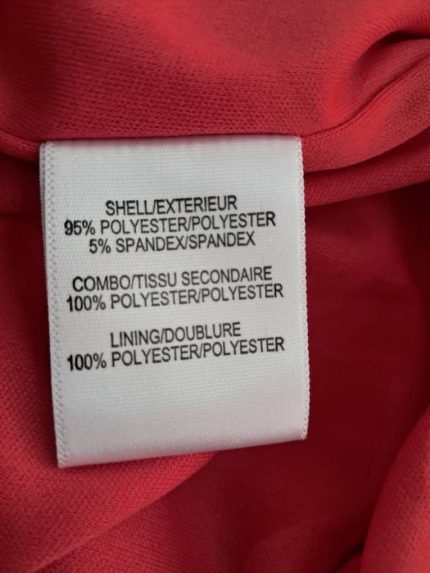 SHELL/EXTERIEUR
95% POLYESTER/POLYESTER
5% SPANDEX/SPANDEX
COMBO/TISSU SECONDAIRE
100% POLYESTER/POLYESTER
LINING/DOUBLURE
100% POLYESTER/POLYESTER